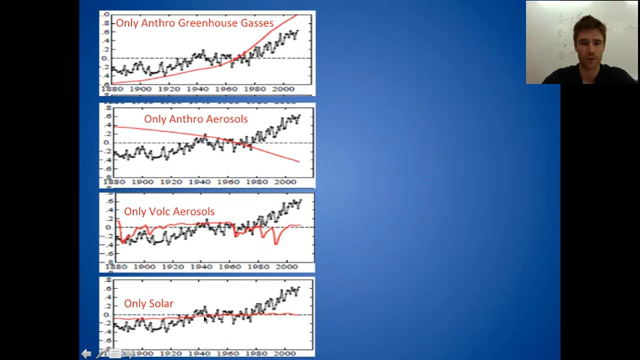 Only Anthro Greenhouse Gasses
1880 1900 1920 1940 1960 1980 2000
Only Anthro Aerosols
1880 1900 1920 1940 1960 1980 2000
Only Volc Aerosols
1880 1900 1920 1940 1960 1980 2000
Only Solar
1880 1900 1920 1940 1960 1980 2000